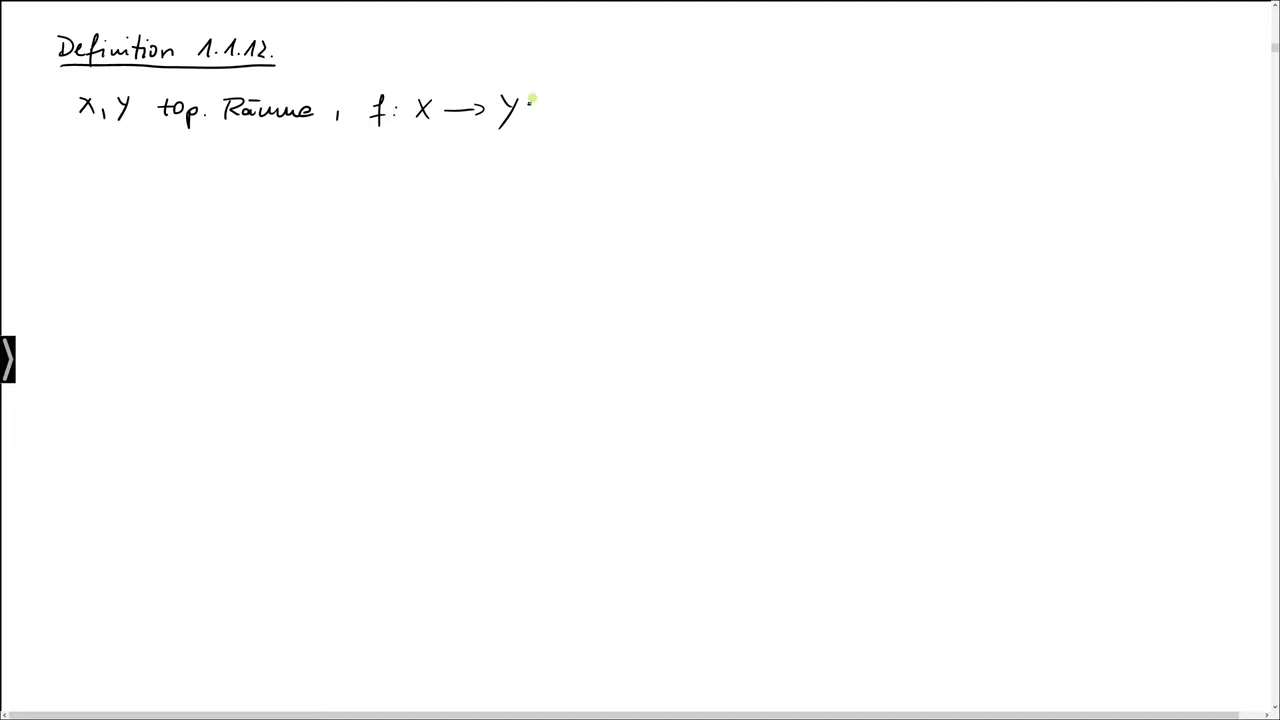 Definition 1.1.12.
X, Y top. Räume, f: X → Y